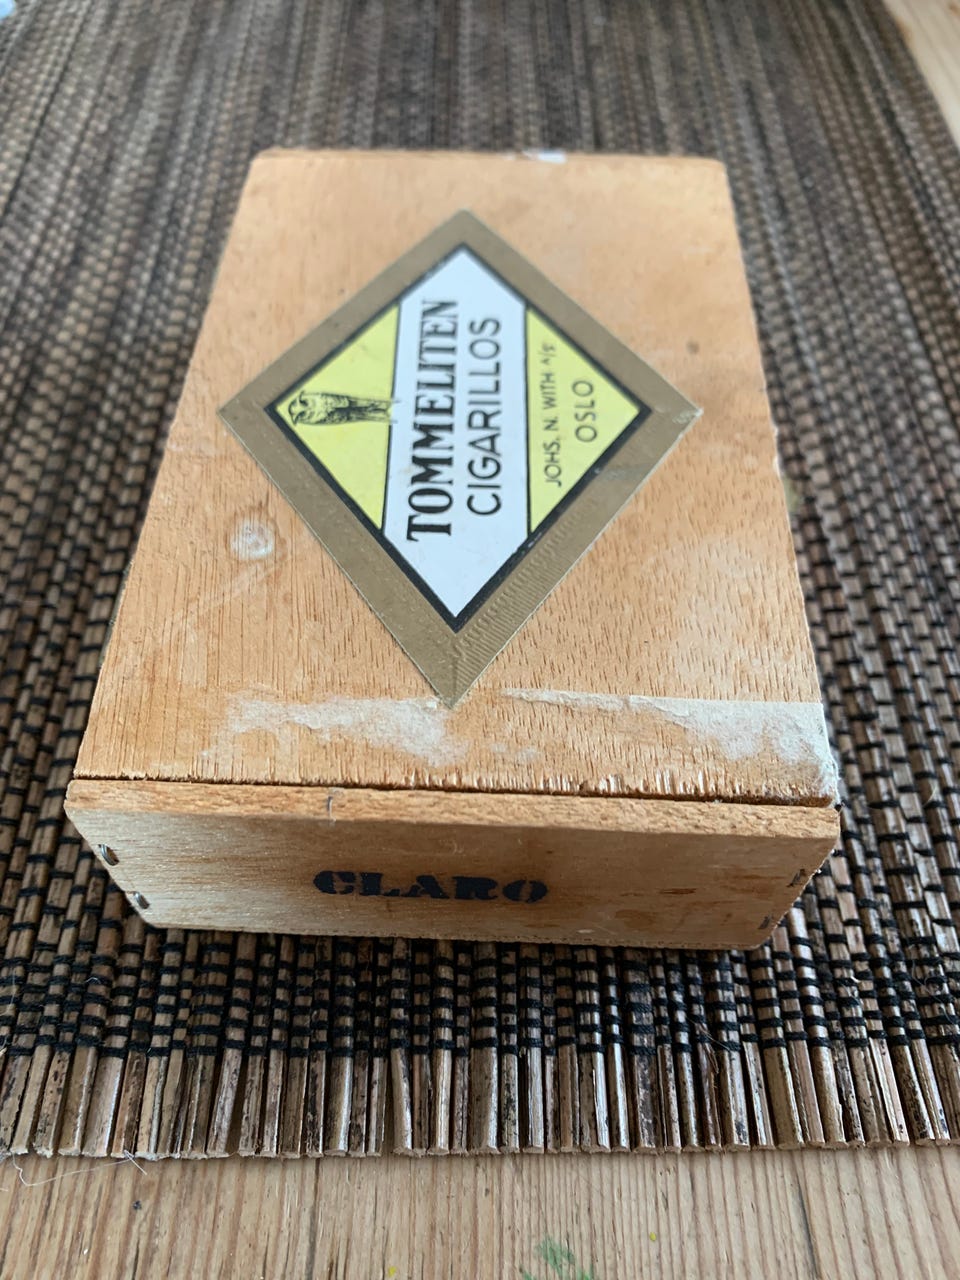 TOMMELITEN
CIGARILLOS
JOHS. N. WITH A/S
OSLO
CLARO